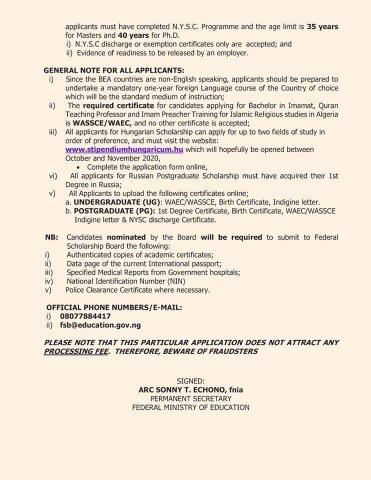 applicants must have completed N.Y.S.C. Programme and the age limit is 35 years
for Masters and 40 years for Ph.D.
i) N.Y.S.C discharge or exemption certificates only are accepted; and
ii) Evidence of readiness to be released by an employer.
GENERAL NOTE FOR ALL APPLICANTS:
i) Since the BEA countries are non-English speaking, applicants should be prepared to
undertake a mandatory one-year foreign Language course of the Country of choice
which will be the standard medium of instruction;
ii) The required certificate for candidates applying for Bachelor in Imamat, Quran
Teaching Professor and Imam Preacher Training for Islamic Religious studies in Algeria
is WASSCE/WAEC, and no other certificate is accepted;
iii) All applicants for Hungarian Scholarship can apply for up to two fields of study in
order of preference, and must visit the website:
www.stipendiumhungaricum.hu which will hopefully be opened between
October and November 2020,
• Complete the application form online,
vi) All applicants for Russian Postgraduate Scholarship must have acquired their 1st
Degree in Russia;
v) All Applicants to upload the following certificates online;
a. UNDERGRADUATE (UG): WAEC/WASSCE, Birth Certificate, Indigine letter.
b. POSTGRADUATE (PG): 1st Degree Certificate, Birth Certificate, WAEC/WASSCE
Indigine letter & NYSC discharge Certificate.
NB: Candidates nominated by the Board will be required to submit to Federal
Scholarship Board the following:
i) Authenticated copies of academic certificates;
ii) Data page of the current International passport;
iii) Specified Medical Reports from Government hospitals;
iv) National Identification Number (NIN)
v) Police Clearance Certificate where necessary.
OFFICIAL PHONE NUMBERS/E-MAIL:
i) 08077884417
ii) fsb@education.gov.ng
PLEASE NOTE THAT THIS PARTICULAR APPLICATION DOES NOT ATTRACT ANY
PROCESSING FEE. THEREFORE, BEWARE OF FRAUDSTERS
SIGNED:
ARC SONNY T. ECHONO, fnia
PERMANENT SECRETARY
FEDERAL MINISTRY OF EDUCATION